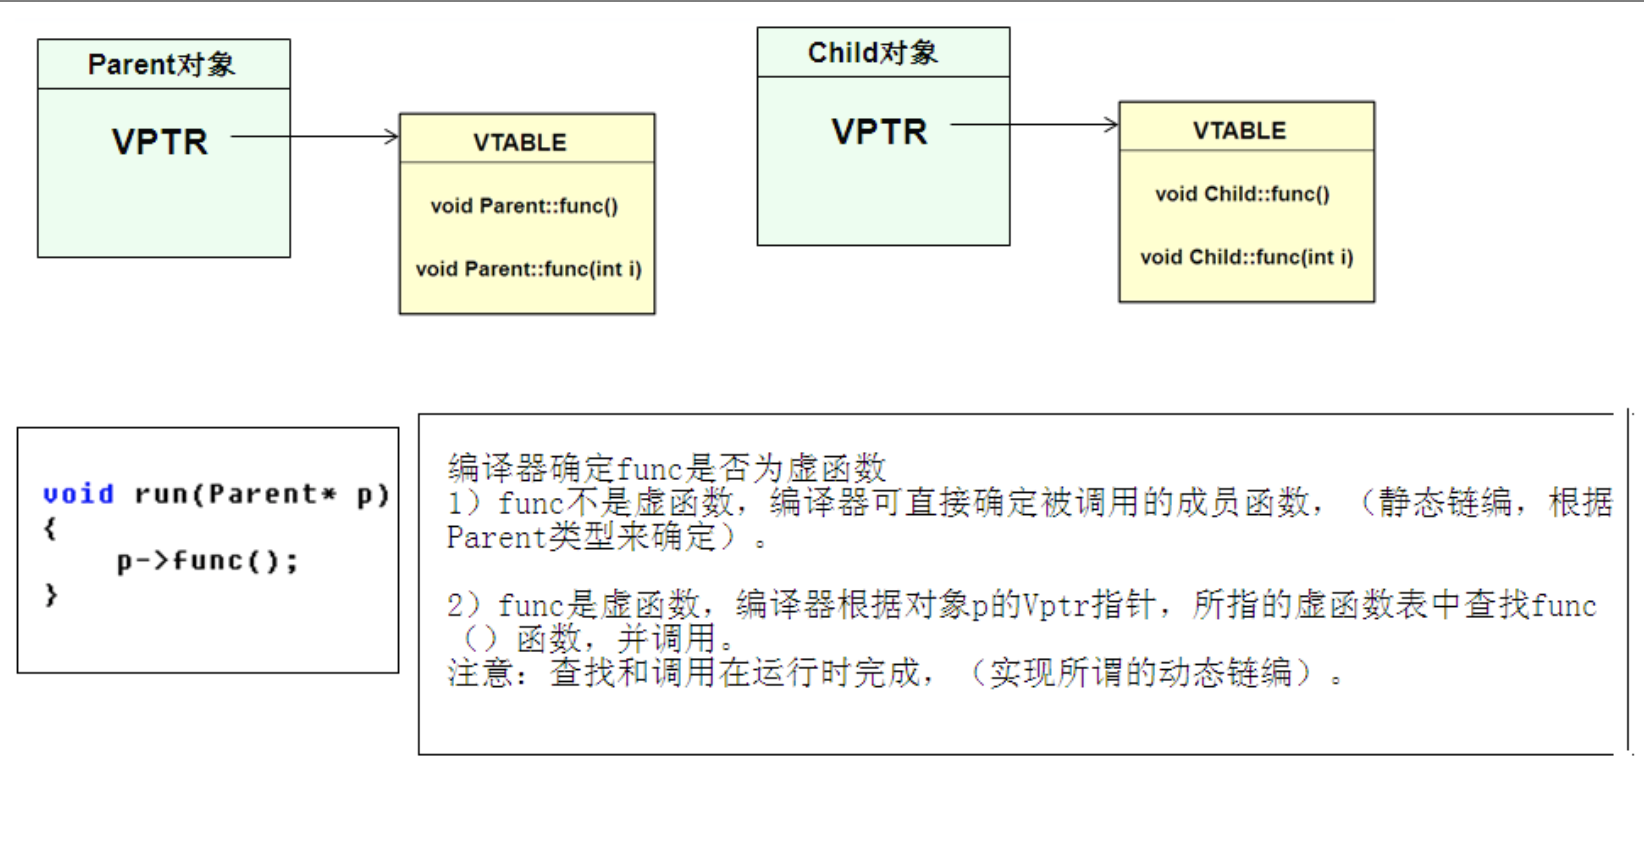 Parent对象
VPTR
VTABLE
void Parent::func()
void Parent::func(int i)
Child对象
VPTR
VTABLE
void Child::func()
void Child::func(int i)
void run(Parent* p)
{
p->func();
}
编译器确定func是否为虚函数
1）func不是虚函数，编译器可直接确定被调用的成员函数，（静态链编，根据
Parent类型来确定）。
2）func是虚函数，编译器根据对象p的Vptr指针，所指的虚函数表中查找func
（）函数，并调用。
注意：查找和调用在运行时完成，（实现所谓的动态链编）。